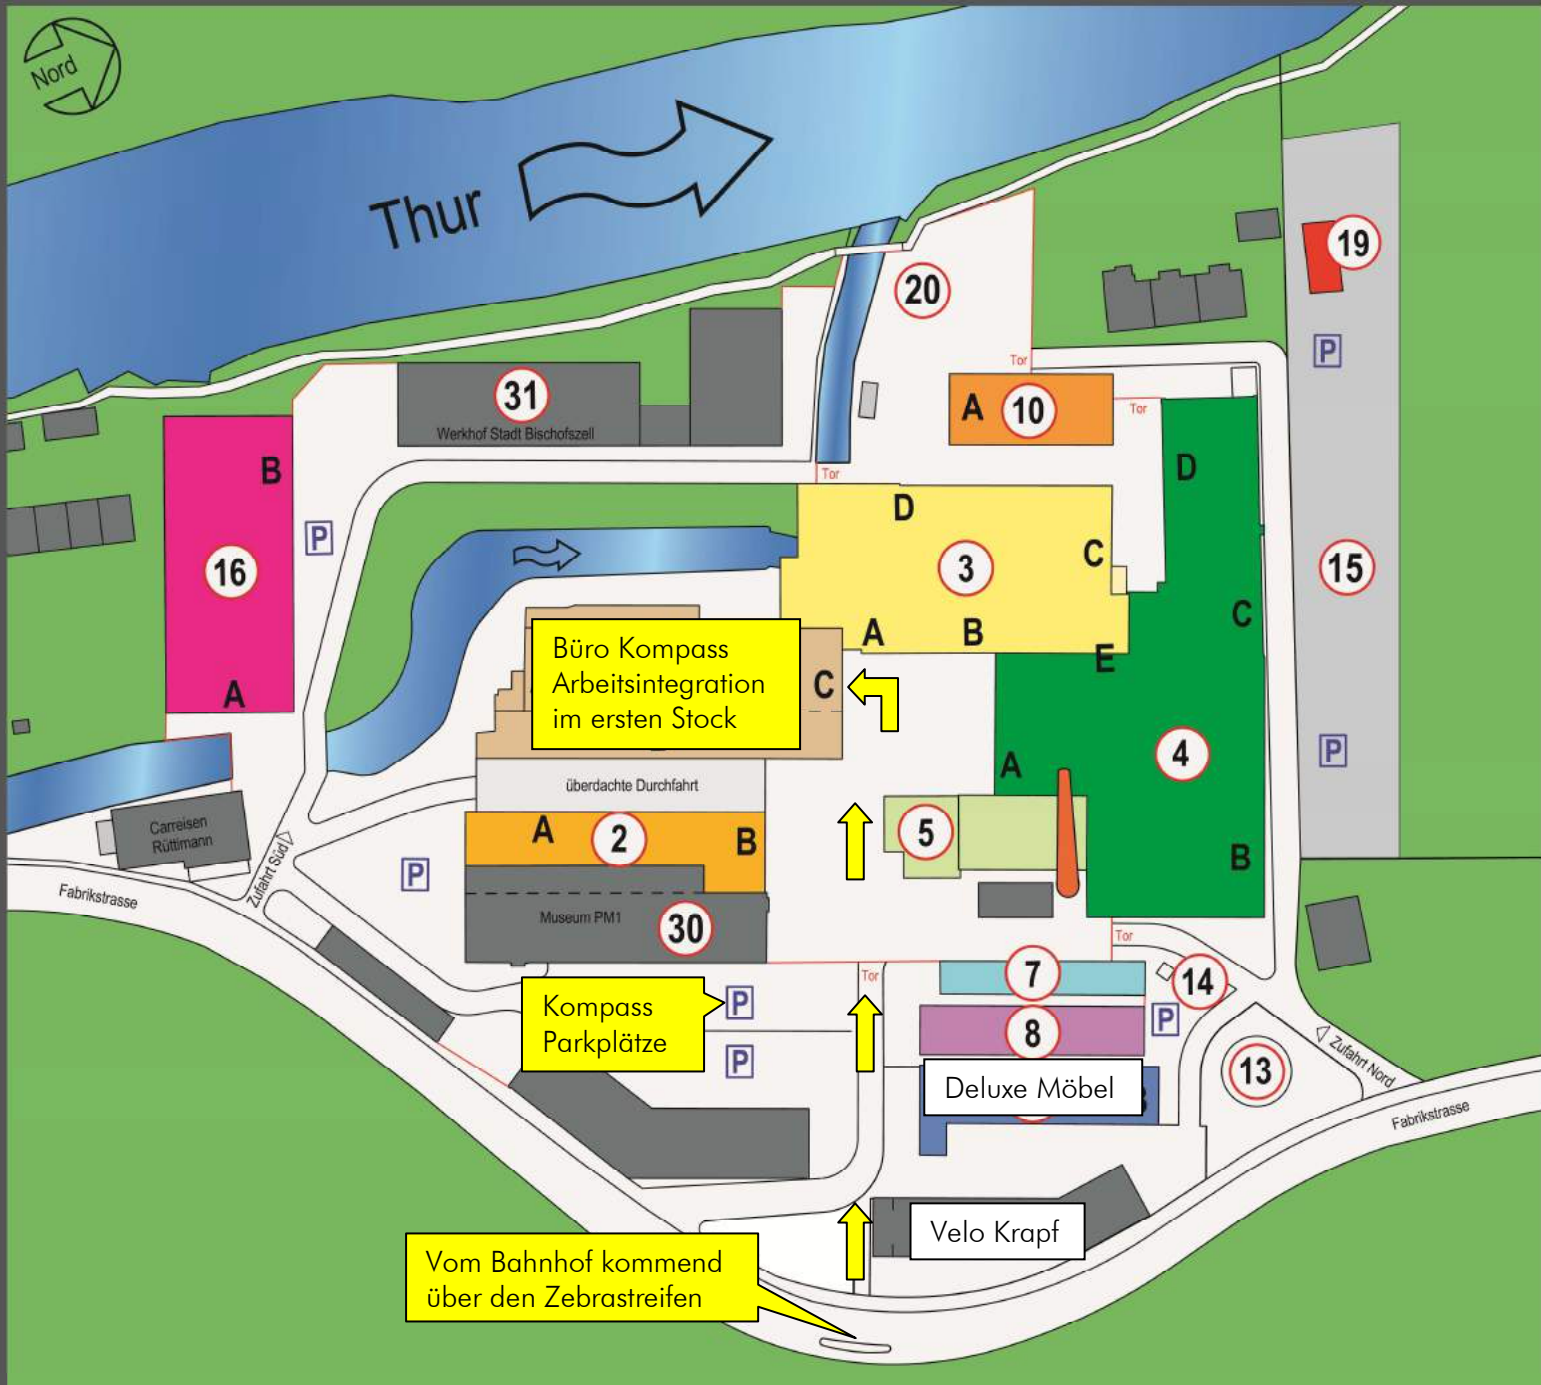 Nord
Thur
19
20
P
Tor
31
Werkhof Stadt Bischofszell
A
10
Tor
B
D
Tor
D
P
16
3
C
15
C
A
B
E
A
Büro Kompass
Arbeitsintegration
im ersten Stock
C
P
4
A
überdachte Durchfahrt
Carreisen
Rüttimann
A
2
B
5
B
Zufahrt Süd
P
Fabrikstrasse
Museum PM1
30
Tor
Tor
7
14
Kompass
Parkplätze
P
P
8
P
Zufahrt Nord
13
Deluxe Möbel
Fabrikstrasse
Velo Krapf
Vom Bahnhof kommend
über den Zebrastreifen